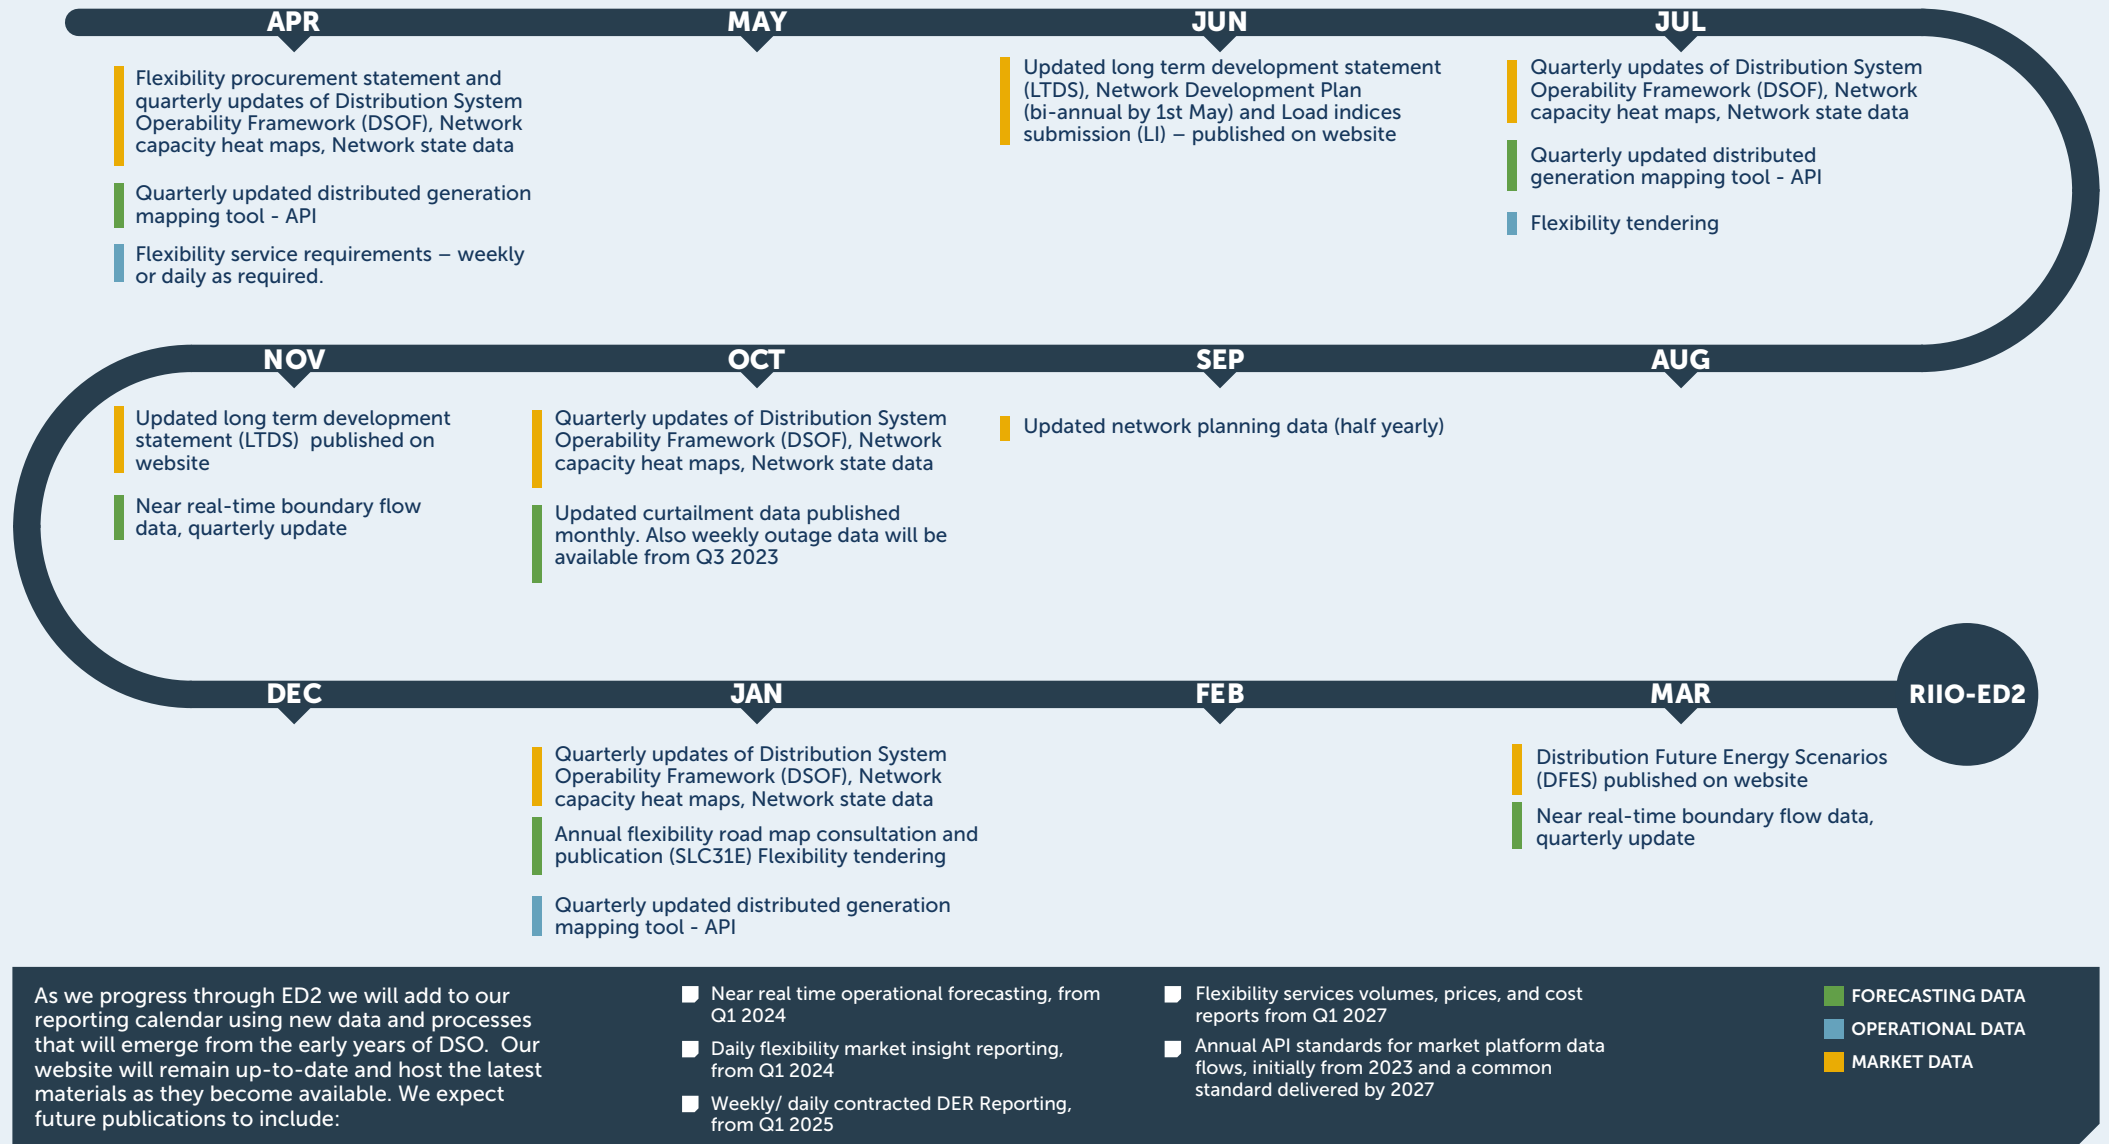 APR
MAY
JUN
JUL
Flexibility procurement statement and
quarterly updates of Distribution System
Operability Framework (DSOF), Network
capacity heat maps, Network state data
Quarterly updated distributed generation
mapping tool - API
Flexibility service requirements – weekly
or daily as required.
Updated long term development statement
(LTDS), Network Development Plan
(bi-annual by 1st May) and Load indices
submission (LI) – published on website
Quarterly updates of Distribution System
Operability Framework (DSOF), Network
capacity heat maps, Network state data
Quarterly updated distributed
generation mapping tool - API
Flexibility tendering
NOV
OCT
SEP
AUG
Updated long term development
statement (LTDS)  published on
website
Near real-time boundary flow
data, quarterly update
Quarterly updates of Distribution System
Operability Framework (DSOF), Network
capacity heat maps, Network state data
Updated curtailment data published
monthly. Also weekly outage data will be
available from Q3 2023
Updated network planning data (half yearly)
DEC
JAN
FEB
MAR
RIIO-ED2
Quarterly updates of Distribution System
Operability Framework (DSOF), Network
capacity heat maps, Network state data
Annual flexibility road map consultation and
publication (SLC31E) Flexibility tendering
Quarterly updated distributed generation
mapping tool - API
Distribution Future Energy Scenarios
(DFES) published on website
Near real-time boundary flow data,
quarterly update
As we progress through ED2 we will add to our
reporting calendar using new data and processes
that will emerge from the early years of DSO.  Our
website will remain up-to-date and host the latest
materials as they become available. We expect
future publications to include:
Near real time operational forecasting, from
Q1 2024
Daily flexibility market insight reporting,
from Q1 2024
Weekly/ daily contracted DER Reporting,
from Q1 2025
Flexibility services volumes, prices, and cost
reports from Q1 2027
Annual API standards for market platform data
flows, initially from 2023 and a common
standard delivered by 2027
FORECASTING DATA
OPERATIONAL DATA
MARKET DATA